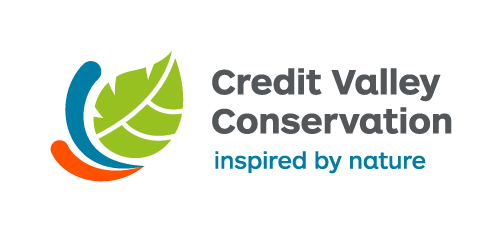 Credit Valley
Conservation
inspired by nature